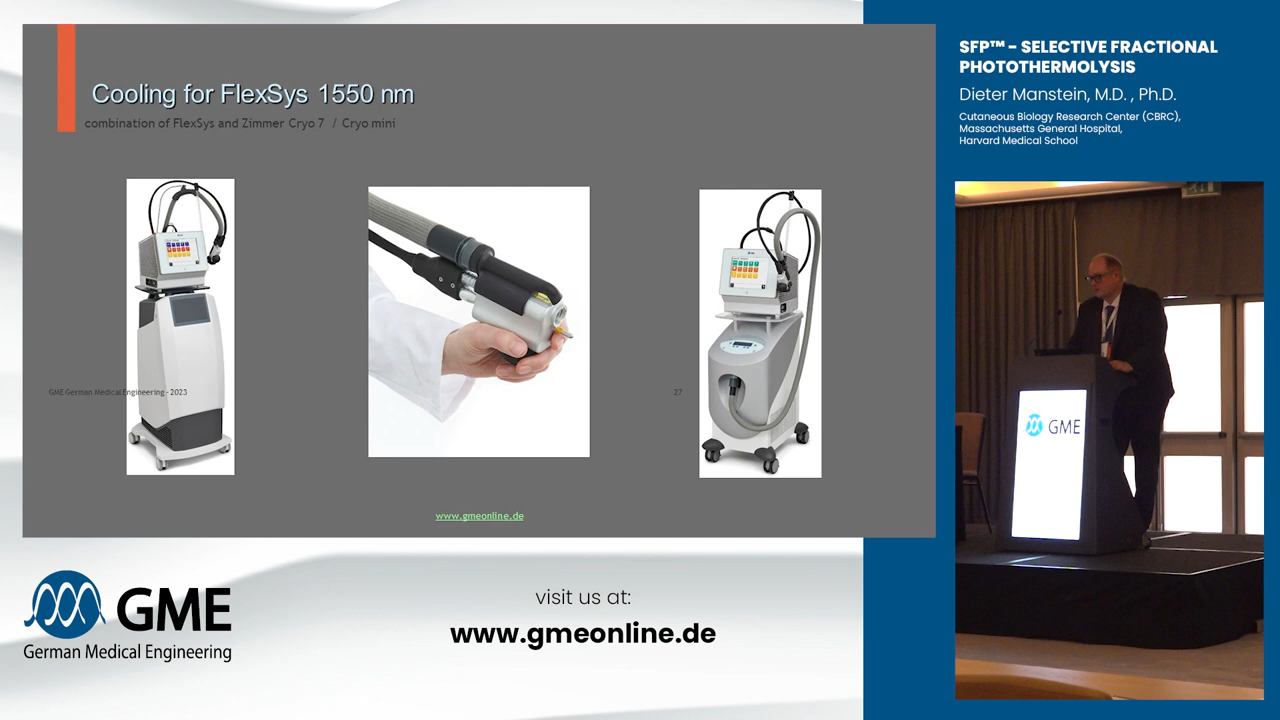 Cooling for FlexSys 1550 nm
combination of FlexSys and Zimmer Cryo 7 / Cryo mini
GME German Medical Engineering - 2023
27
www.gmeonline.de
SFP™ - SELECTIVE FRACTIONAL
PHOTOTHERMOLYSIS
Dieter Manstein, M.D. , Ph.D.
Cutaneous Biology Research Center (CBRC),
Massachusetts General Hospital,
Harvard Medical School
GME
GME
German Medical Engineering
visit us at:
www.gmeonline.de